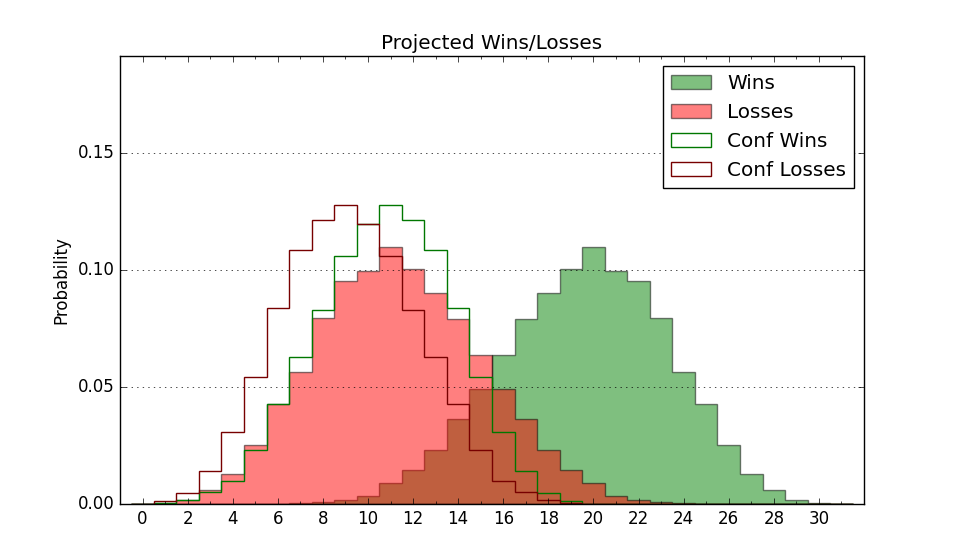 Projected Wins/Losses
Wins
Losses
Conf Wins
Conf Losses
Probability
0.15
0.10
0.05
0.00
0 2 4 6 8 10 12 14 16 18 20 22 24 26 28 30